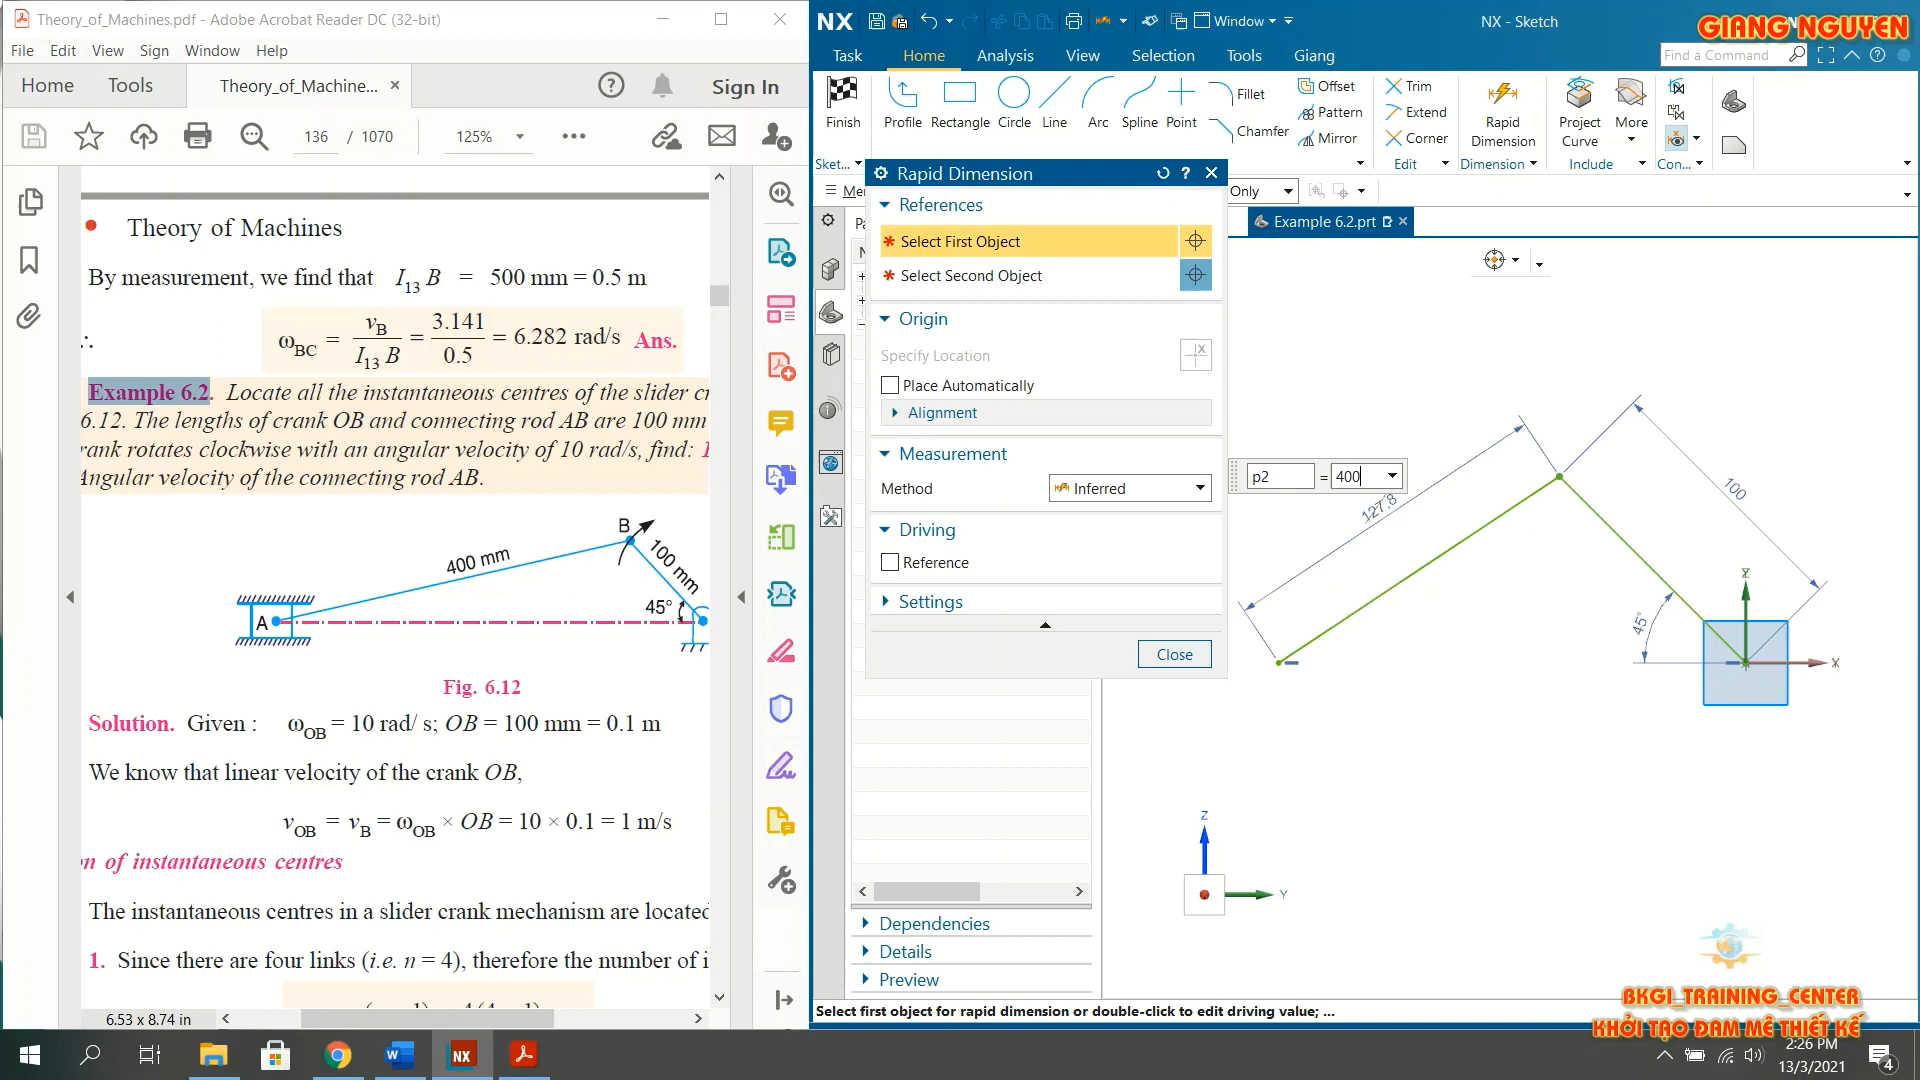 Theory_of_Machines.pdf - Adobe Acrobat Reader DC (32-bit)
File Edit View Sign Window Help
Home Tools Theory_of_Machine... × Sign In
136 / 1070 125%
Theory of Machines
By measurement, we find that I13 B = 500 mm = 0.5 m
∴ ωBC = vB / I13 B = 3.141 / 0.5 = 6.282 rad/s Ans.
Example 6.2. Locate all the instantaneous centres of the slider cr
6.12. The lengths of crank OB and connecting rod AB are 100 mm
rank rotates clockwise with an angular velocity of 10 rad/s, find: 1
Angular velocity of the connecting rod AB.
B
400 mm
100 mm
45°
A
Fig. 6.12
Solution. Given : ωOB = 10 rad/ s; OB = 100 mm = 0.1 m
We know that linear velocity of the crank OB,
vOB = vB = ωOB × OB = 10 × 0.1 = 1 m/s
n of instantaneous centres
The instantaneous centres in a slider crank mechanism are located
1. Since there are four links (i.e. n = 4), therefore the number of i
6.53 x 8.74 in
NX Window NX - Sketch
GIANG NGUYEN
Task Home Analysis View Selection Tools Giang Find a Command
Finish Profile Rectangle Circle Line Arc Spline Point Fillet Chamfer
Offset Pattern Mirror
Trim Extend Corner
Rapid Dimension Project Curve More
Sket... Edit Dimension Include Con...
Men Only
Rapid Dimension ? ×
Pa
N
Example 6.2.prt
References
* Select First Object
* Select Second Object
Origin
Specify Location
Place Automatically
Alignment
Measurement
Method Inferred
Driving
Reference
Settings
Close
p2 = 400
127,8
100
45°
Z
X
Z
Y
Dependencies
Details
Preview
Select first object for rapid dimension or double-click to edit driving value; ...
BKGI_TRAINING_CENTER
KHỞI TẠO ĐAM MÊ THIẾT KẾ
NX
2:26 PM
13/3/2021
4